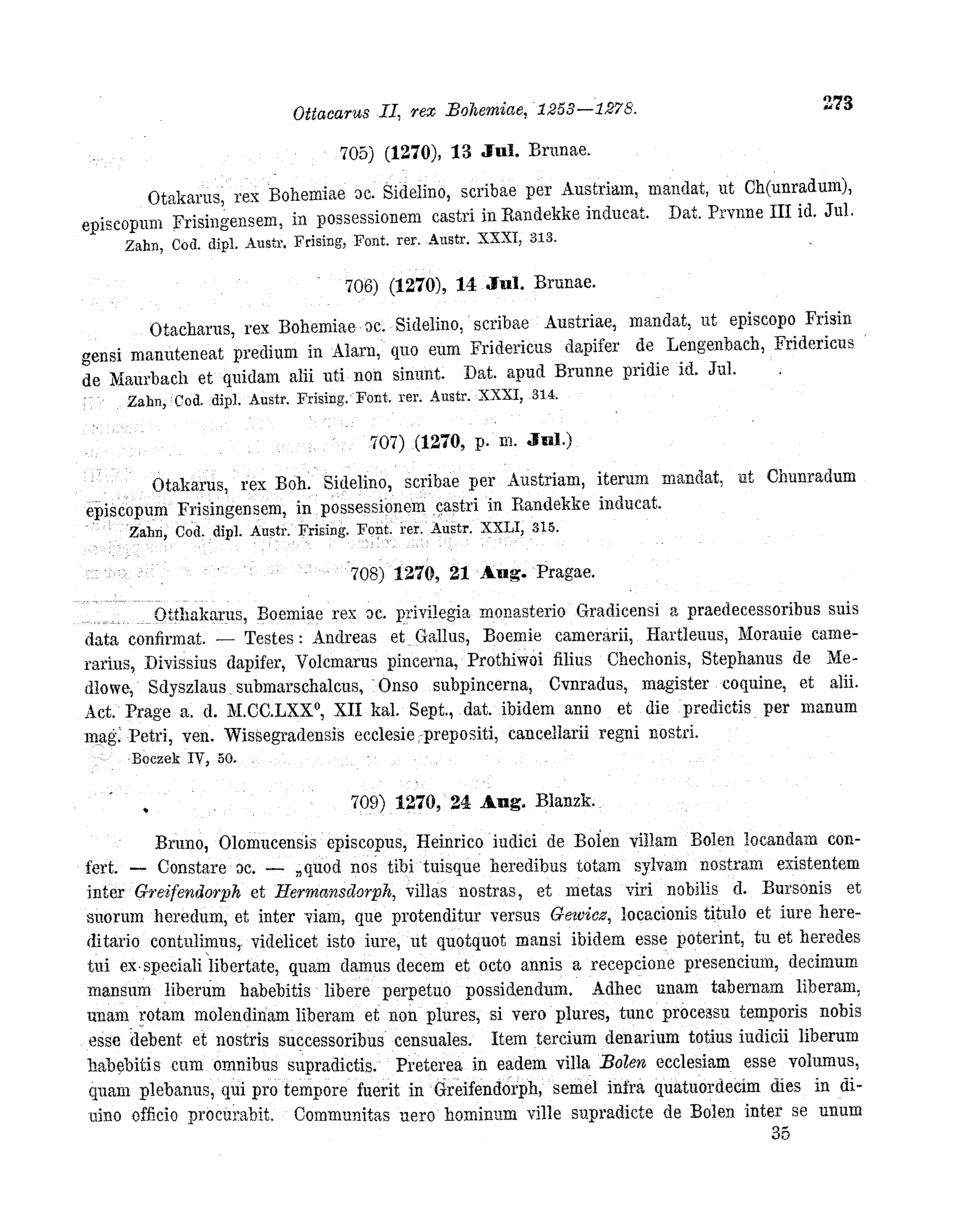 Ottacarus II, rex Bohemiae, 1253—1278.
273
705) (1270), 13 Jul. Brunae.
Otakarus, rex Bohemiae ɔc. Sidelino, scribae per Austriam, mandat, ut Ch(unradum),
episcopum Frisingensem, in possessionem castri in Randekke inducat. Dat. Prvnne III id. Jul.
Zahn, Cod. dipl. Austr. Frising, Font. rer. Austr. XXXI, 313.
706) (1270), 14 Jul. Brunae.
Otacharus, rex Bohemiae ɔc. Sidelino, scribae Austriae, mandat, ut episcopo Frisin
gensi manuteneat predium in Alarn, quo eum Fridericus dapifer de Lengenbach, Fridericus
de Maurbach et quidam alii uti non sinunt. Dat. apud Brunne pridie id. Jul.
Zahn, Cod. dipl. Austr. Frising. Font. rer. Austr. XXXI, 314.
707) (1270, p. m. Jul.)
Otakarus, rex Boh. Sidelino, scribae per Austriam, iterum mandat, ut Chunradum
episcopum Frisingensem, in possessionem castri in Randekke inducat.
Zahn, Cod. dipl. Austr. Frising. Font. rer. Austr. XXLI, 315.
708) 1270, 21 Aug. Pragae.
Otthakarus, Boemiae rex ɔc. privilegia monasterio Gradicensi a praedecessoribus suis
data confirmat. — Testes: Andreas et Gallus, Boemie camerarii, Hartleuus, Morauie came-
rarius, Divissius dapifer, Volcmarus pincerna, Prothiwoi filius Chechonis, Stephanus de Me-
dlowe, Sdyszlaus submarschalcus, Onso subpincerna, Cvnradus, magister coquine, et alii.
Act. Prage a. d. M.CC.LXX⁰, XII kal. Sept., dat. ibidem anno et die predictis per manum
mag. Petri, ven. Wissegradensis ecclesie prepositi, cancellarii regni nostri.
Boczek IV, 50.
709) 1270, 24 Aug. Blanzk.
Bruno, Olomucensis episcopus, Heinrico iudici de Bolen villam Bolen locandam con-
fert. — Constare ɔc. — „quod nos tibi tuisque heredibus totam sylvam nostram existentem
inter Greifendorph et Hermansdorph, villas nostras, et metas viri nobilis d. Bursonis et
suorum heredum, et inter viam, que protenditur versus Gewicz, locacionis titulo et iure here-
ditario contulimus, videlicet isto iure, ut quotquot mansi ibidem esse poterint, tu et heredes
tui ex speciali libertate, quam damus decem et octo annis a recepcione presencium, decimum
mansum liberum habebitis libere perpetuo possidendum. Adhec unam tabernam liberam,
unam rotam molendinam liberam et non plures, si vero plures, tunc processu temporis nobis
esse debent et nostris successoribus censuales. Item tercium denarium totius iudicii liberum
habebitis cum omnibus supradictis. Preterea in eadem villa Bolen ecclesiam esse volumus,
quam plebanus, qui pro tempore fuerit in Greifendorph, semel infra quatuordecim dies in di-
uino officio procurabit. Communitas uero hominum ville supradicte de Bolen inter se unum
35